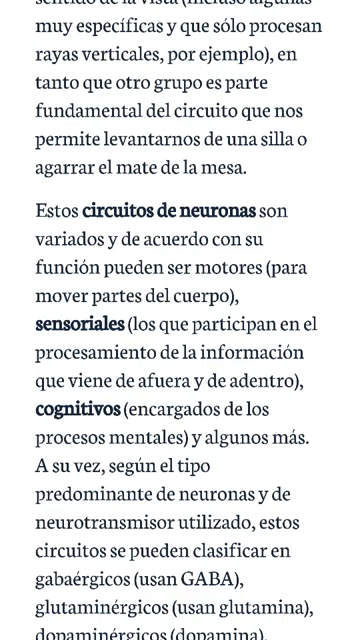 sentido de la vista (incluso algunas
muy específicas y que sólo procesan
rayas verticales, por ejemplo), en
tanto que otro grupo es parte
fundamental del circuito que nos
permite levantarnos de una silla o
agarrar el mate de la mesa.
Estos circuitos de neuronas son
variados y de acuerdo con su
función pueden ser motores (para
mover partes del cuerpo),
sensoriales (los que participan en el
procesamiento de la información
que viene de afuera y de adentro),
cognitivos (encargados de los
procesos mentales) y algunos más.
A su vez, según el tipo
predominante de neuronas y de
neurotransmisor utilizado, estos
circuitos se pueden clasificar en
gabaérgicos (usan GABA),
glutaminérgicos (usan glutamina),
dopaminérgicos (dopamina),